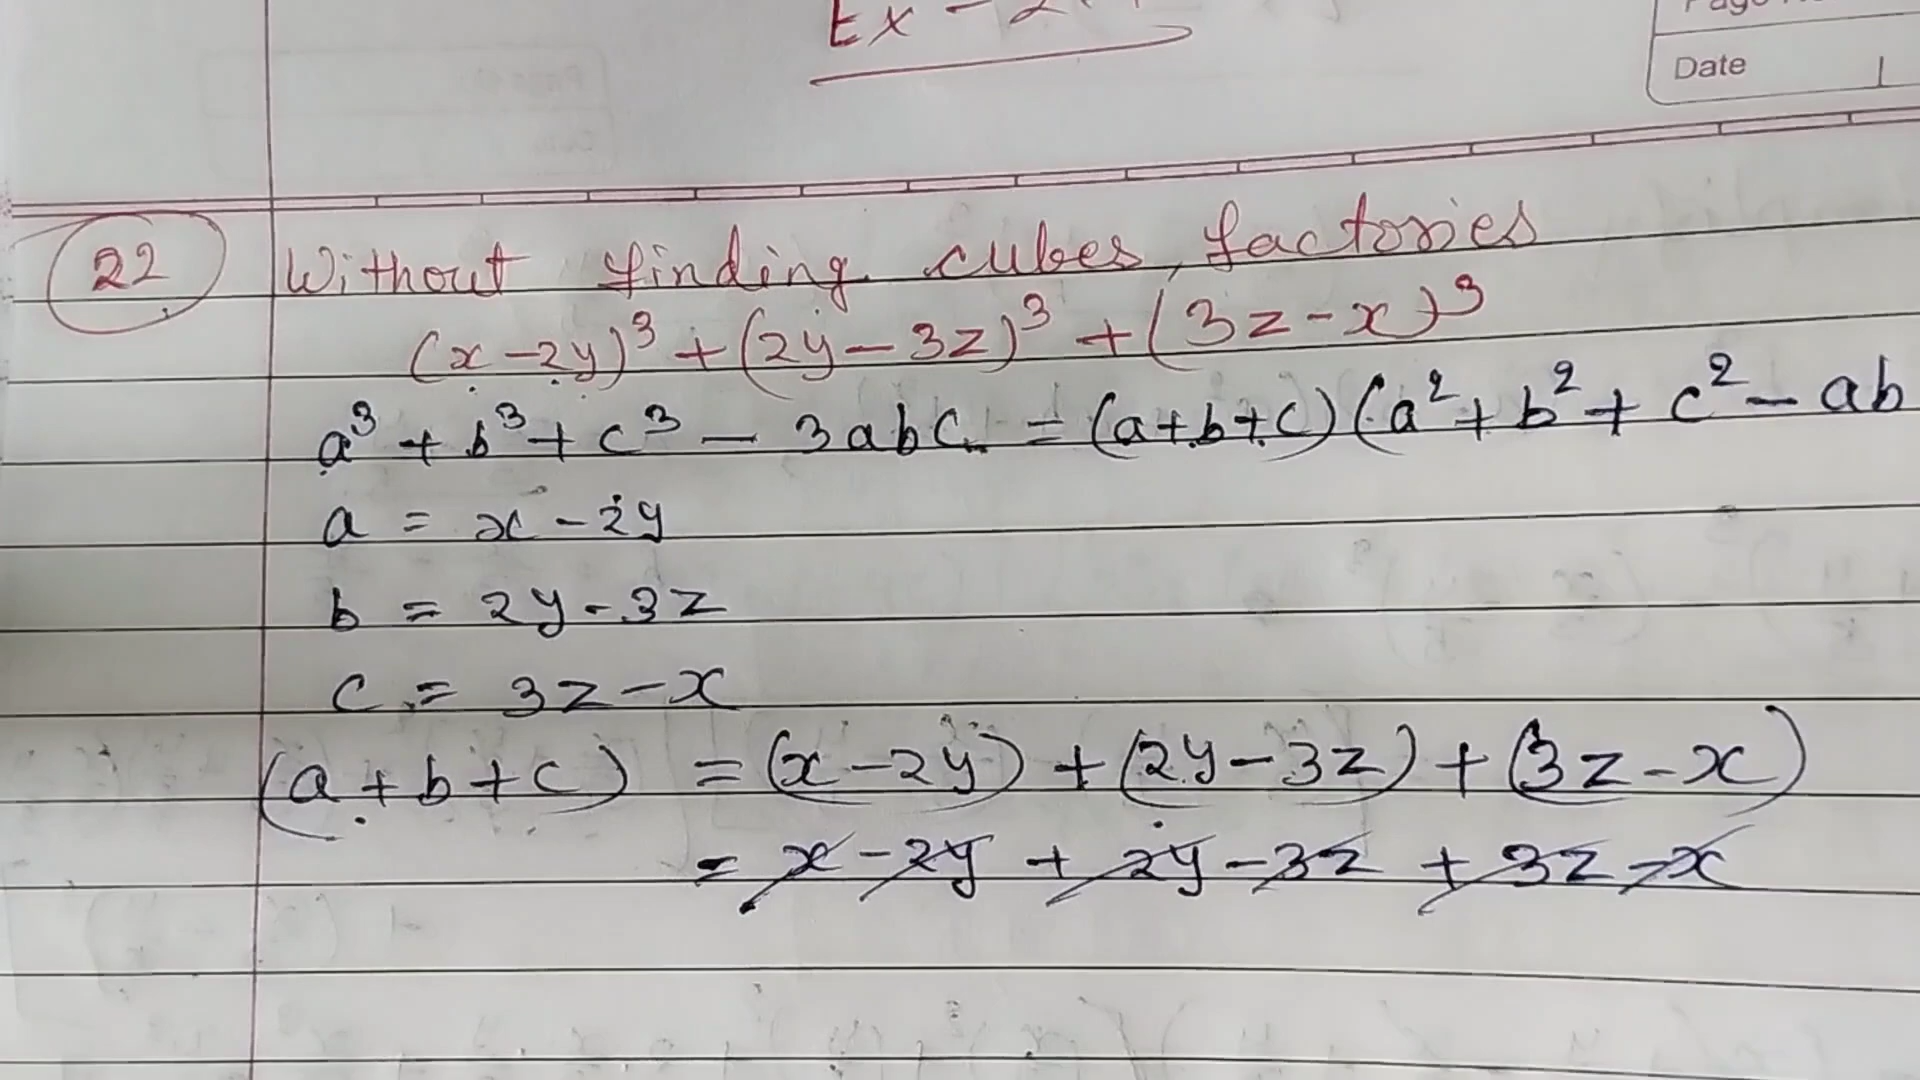 Ex - 2
Date
22 Without finding cubes, factories
(x - 2y)³ + (2y - 3z)³ + (3z - x)³
a³ + b³ + c³ - 3abc = (a+b+c)(a² + b² + c² - ab
a = x - 2y
b = 2y - 3z
c = 3z - x
(a + b + c) = (x - 2y) + (2y - 3z) + (3z - x)
= x - 2y + 2y - 3z + 3z - x